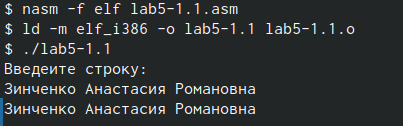 $ nasm -f elf lab5-1.1.asm
$ ld -m elf_i386 -o lab5-1.1 lab5-1.1.o
$ ./lab5-1.1
Введеите строку:
Зинченко Анастасия Романовна
Зинченко Анастасия Романовна